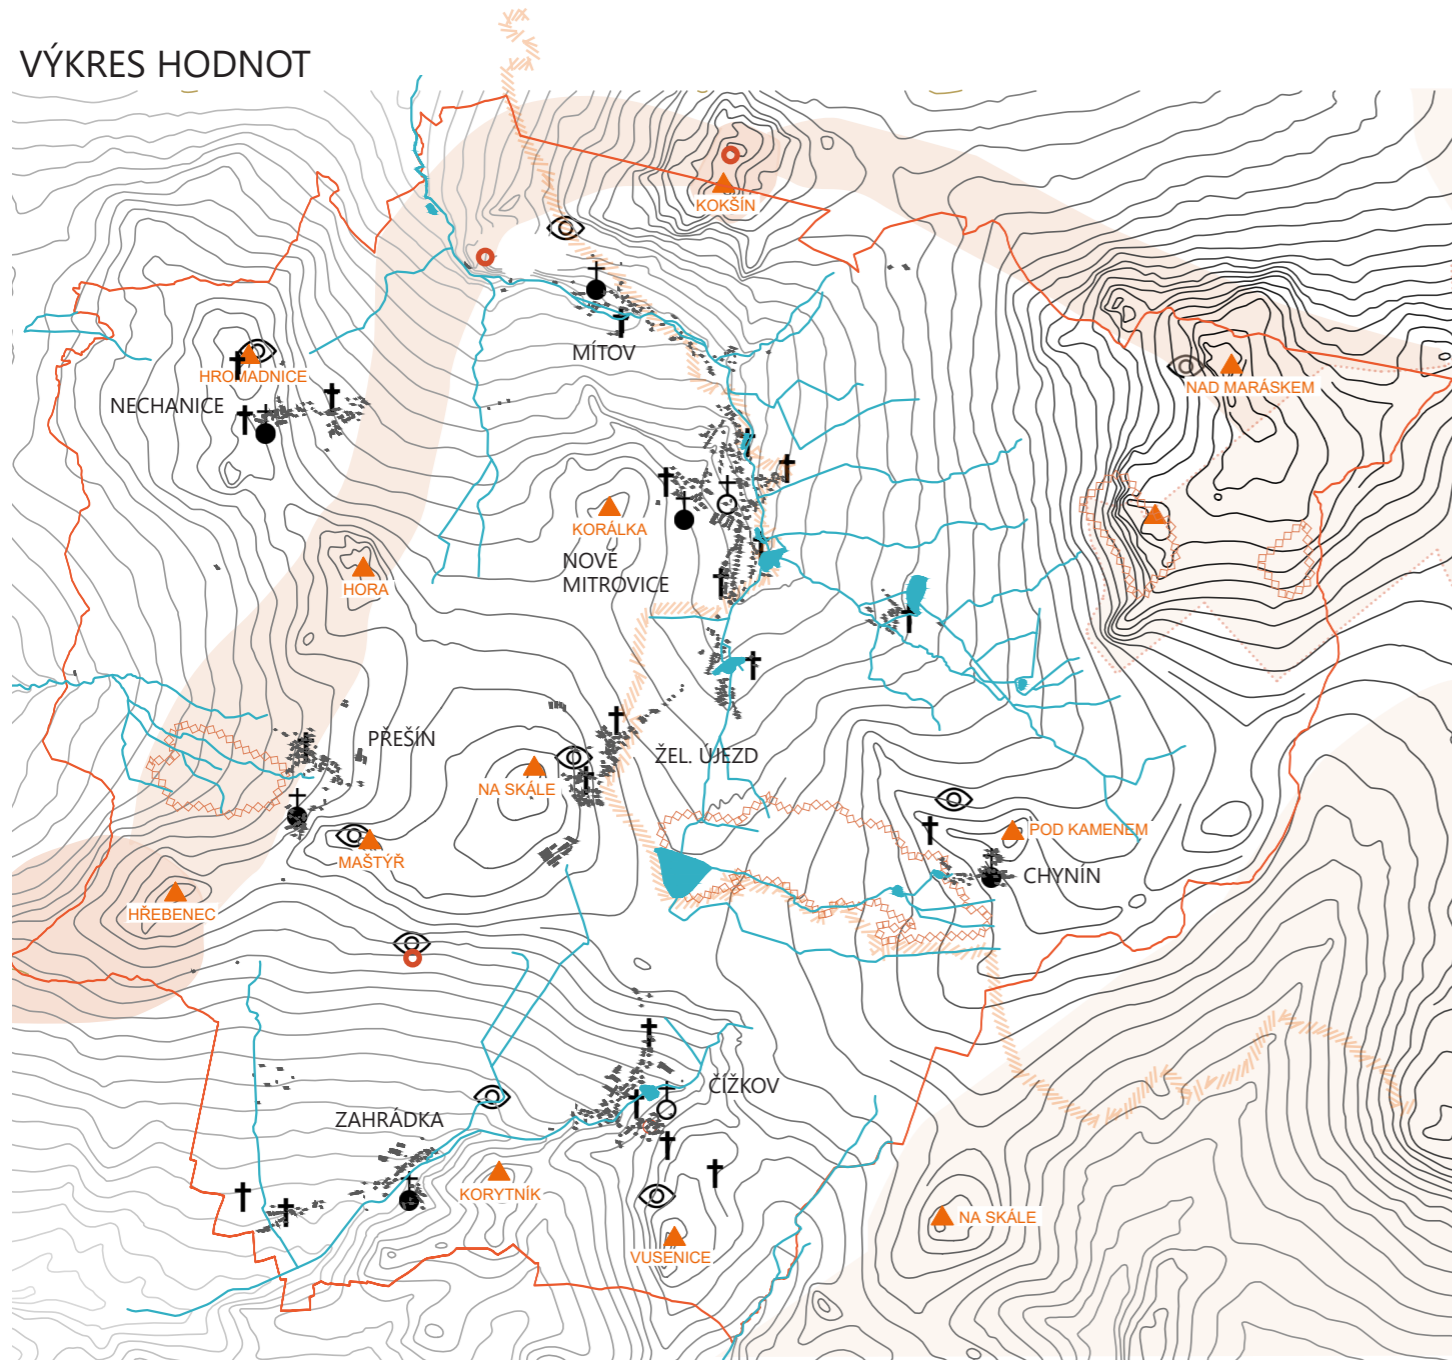 VÝKRES HODNOT
KOKŠÍN
MÍTOV
HROMADNICE
NECHANICE
NAD MARÁSKEM
KORÁLKA
NOVÉ
MITROVICE
HORA
PŘEŠÍN
ŽEL. ÚJEZD
NA SKÁLE
POD KAMENEM
MAŠTÝŘ
CHYNÍN
HŘEBENEC
ČÍŽKOV
ZAHRÁDKA
KORYTNÍK
NA SKÁLE
VUSENICE